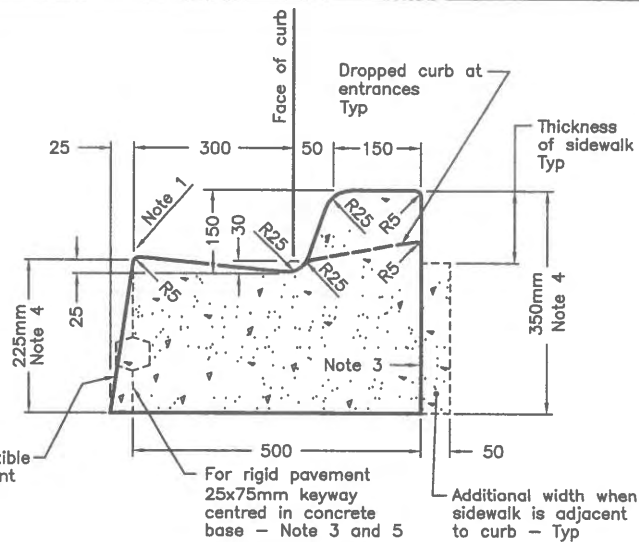 Face of curb
Dropped curb at
entrances
Typ
Thickness
of sidewalk
Typ
25
300
50
150
Note 1
150
30
R25
R25
R5
R5
R25
R5
25
225mm
Note 4
350mm
Note 4
Note 3
500
50
For rigid pavement
25x75mm keyway
centred in concrete
base – Note 3 and 5
Additional width when
sidewalk is adjacent
to curb – Typ